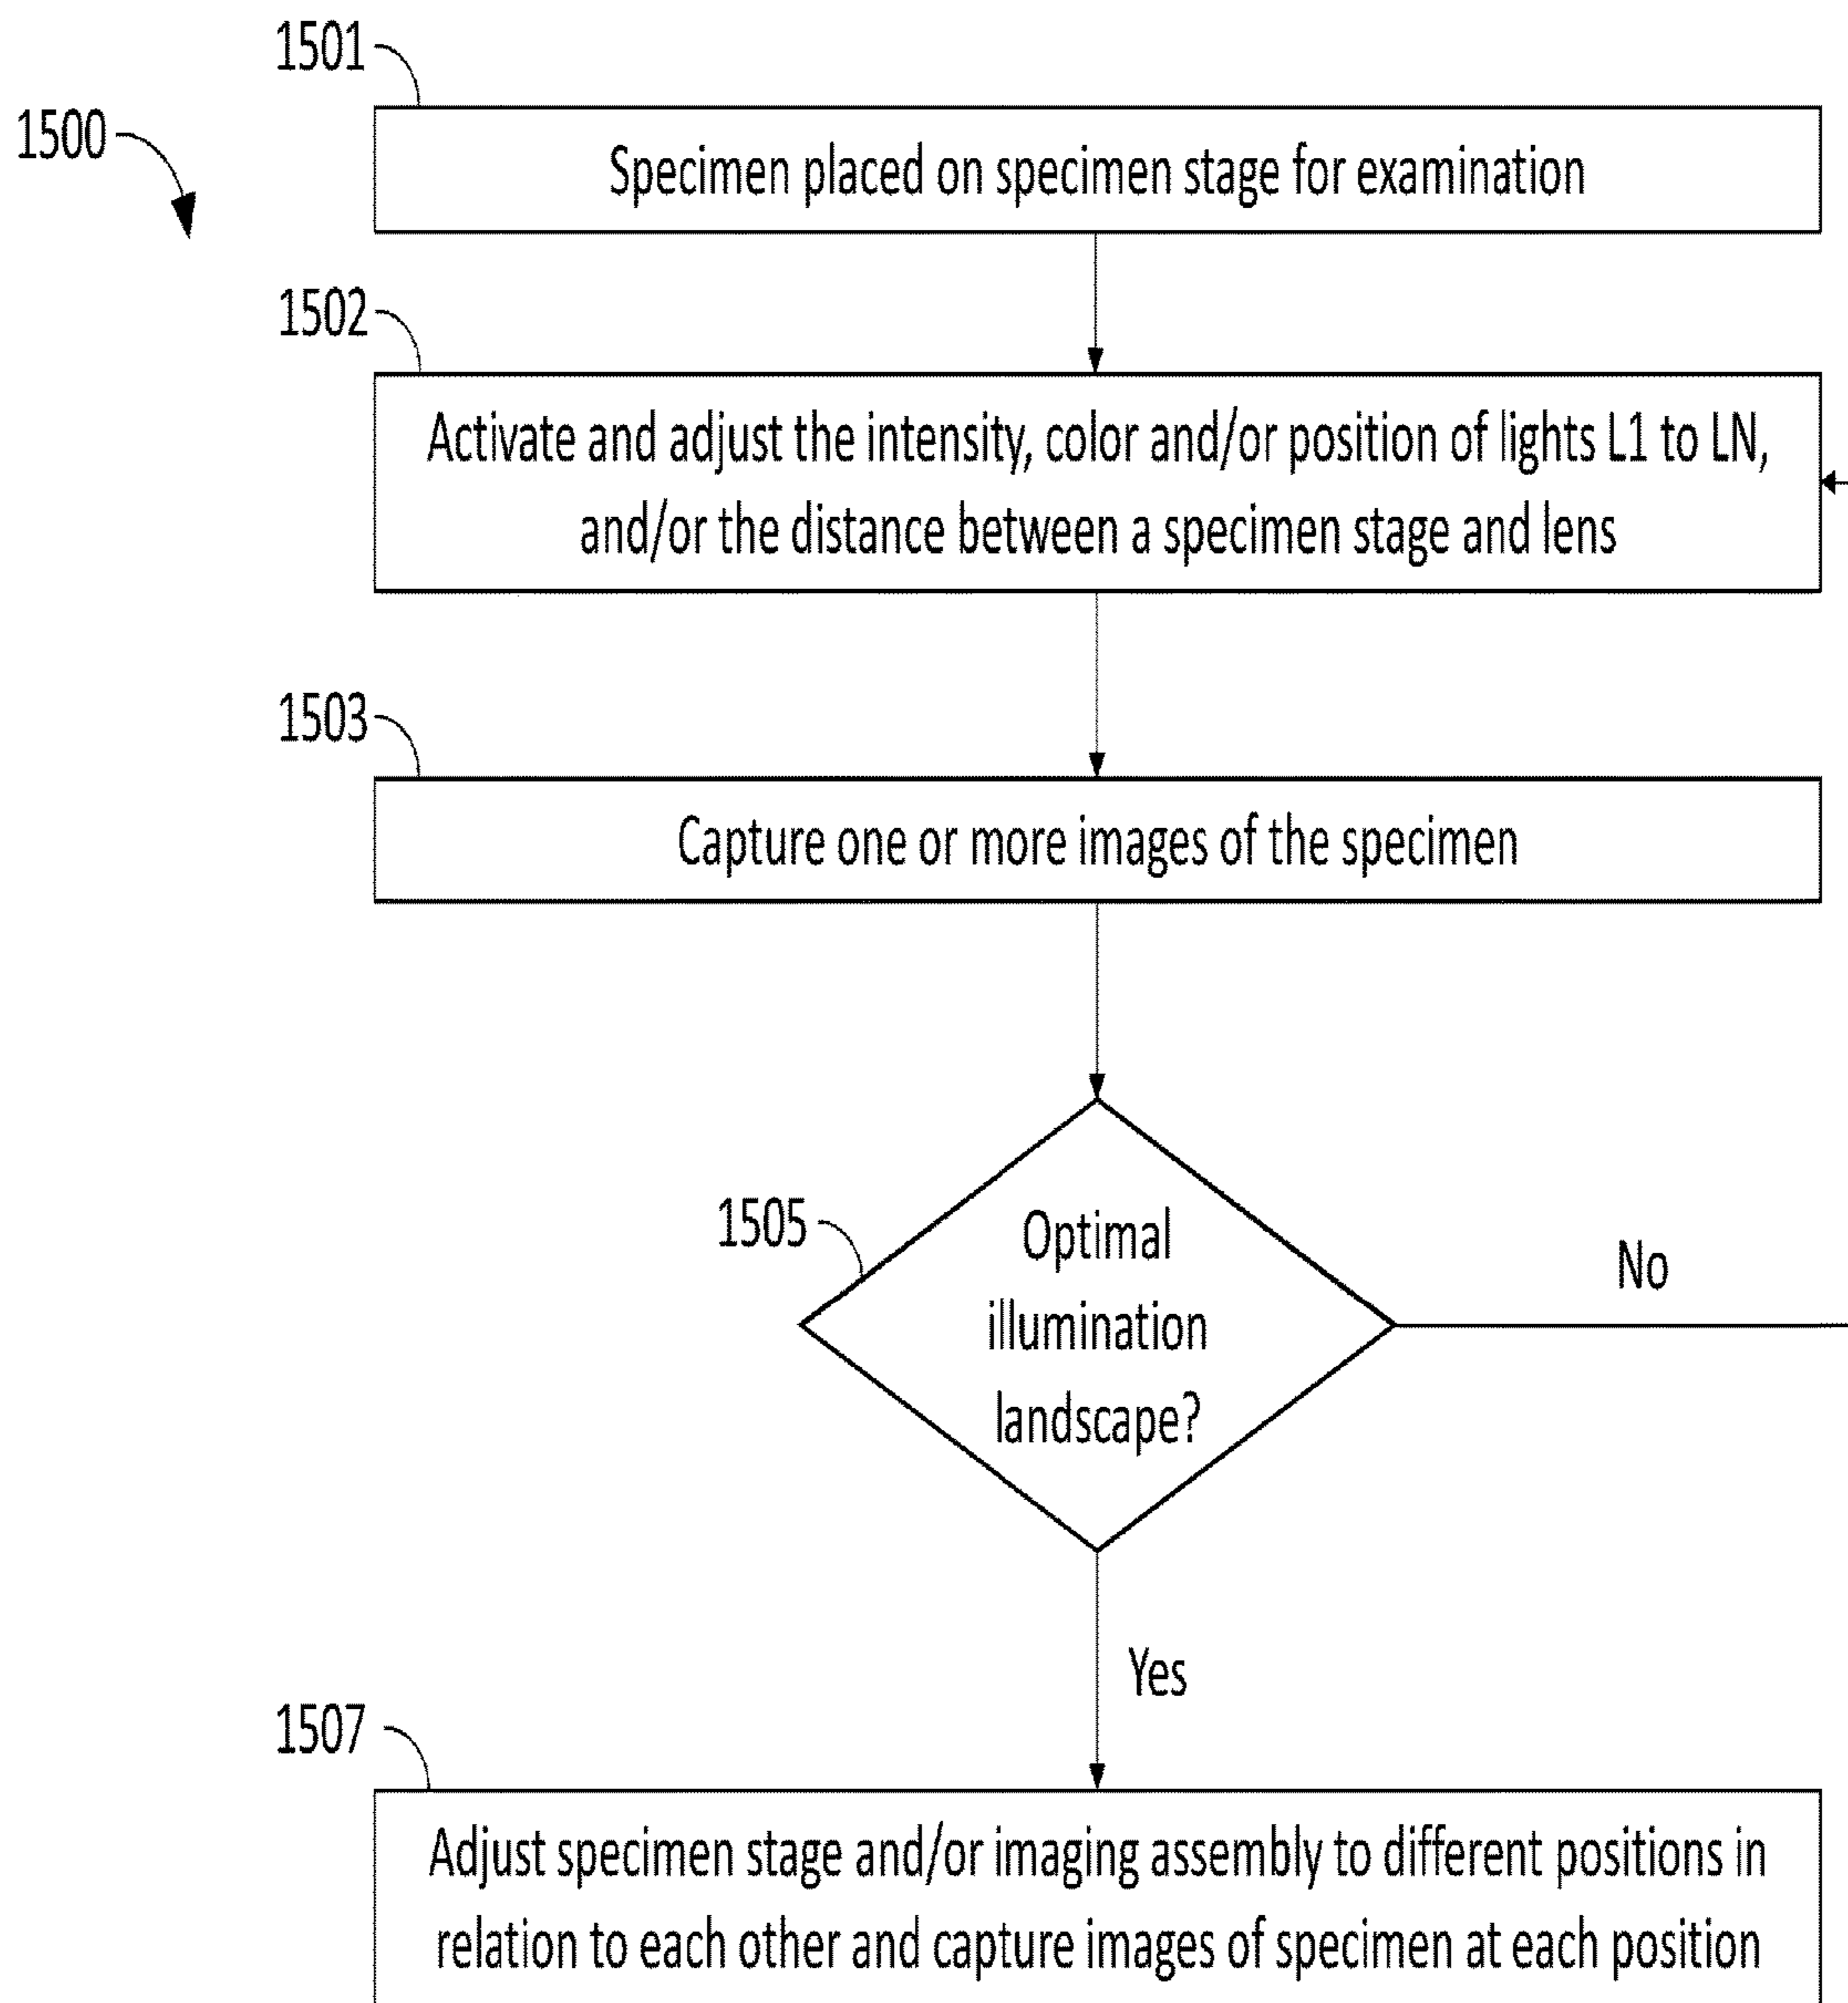 1501
1500
Specimen placed on specimen stage for examination
1502
Activate and adjust the intensity, color and/or position of lights L1 to LN,
and/or the distance between a specimen stage and lens
1503
Capture one or more images of the specimen
1505
Optimal
illumination
landscape?
No
Yes
1507
Adjust specimen stage and/or imaging assembly to different positions in
relation to each other and capture images of specimen at each position